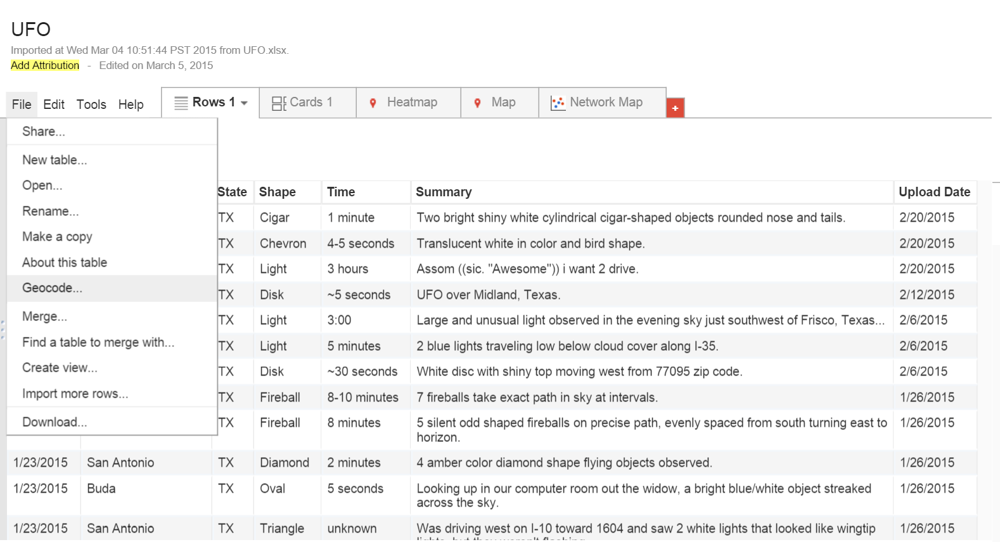 UFO
Imported at Wed Mar 04 10:51:44 PST 2015 from UFO.xlsx.
Add Attribution - Edited on March 5, 2015
File Edit Tools Help Rows 1 Cards 1 Heatmap Map Network Map +
Share...
New table...
Open...
Rename...
Make a copy
About this table
Geocode...
Merge...
Find a table to merge with...
Create view...
Import more rows...
Download...
State Shape Time Summary Upload Date
TX Cigar 1 minute Two bright shiny white cylindrical cigar-shaped objects rounded nose and tails. 2/20/2015
TX Chevron 4-5 seconds Translucent white in color and bird shape. 2/20/2015
TX Light 3 hours Assom ((sic. "Awesome")) i want 2 drive. 2/20/2015
TX Disk ~5 seconds UFO over Midland, Texas. 2/12/2015
TX Light 3:00 Large and unusual light observed in the evening sky just southwest of Frisco, Texas... 2/6/2015
TX Light 5 minutes 2 blue lights traveling low below cloud cover along I-35. 2/6/2015
TX Disk ~30 seconds White disc with shiny top moving west from 77095 zip code. 2/6/2015
TX Fireball 8-10 minutes 7 fireballs take exact path in sky at intervals. 1/26/2015
TX Fireball 8 minutes 5 silent odd shaped fireballs on precise path, evenly spaced from south turning east to 1/26/2015
horizon.
1/23/2015 San Antonio TX Diamond 2 minutes 4 amber color diamond shape flying objects observed. 1/26/2015
1/23/2015 Buda TX Oval 5 seconds Looking up in our computer room out the widow, a bright blue/white object streaked 1/26/2015
across the sky.
1/23/2015 San Antonio TX Triangle unknown Was driving west on I-10 toward 1604 and saw 2 white lights that looked like wingtip 1/26/2015